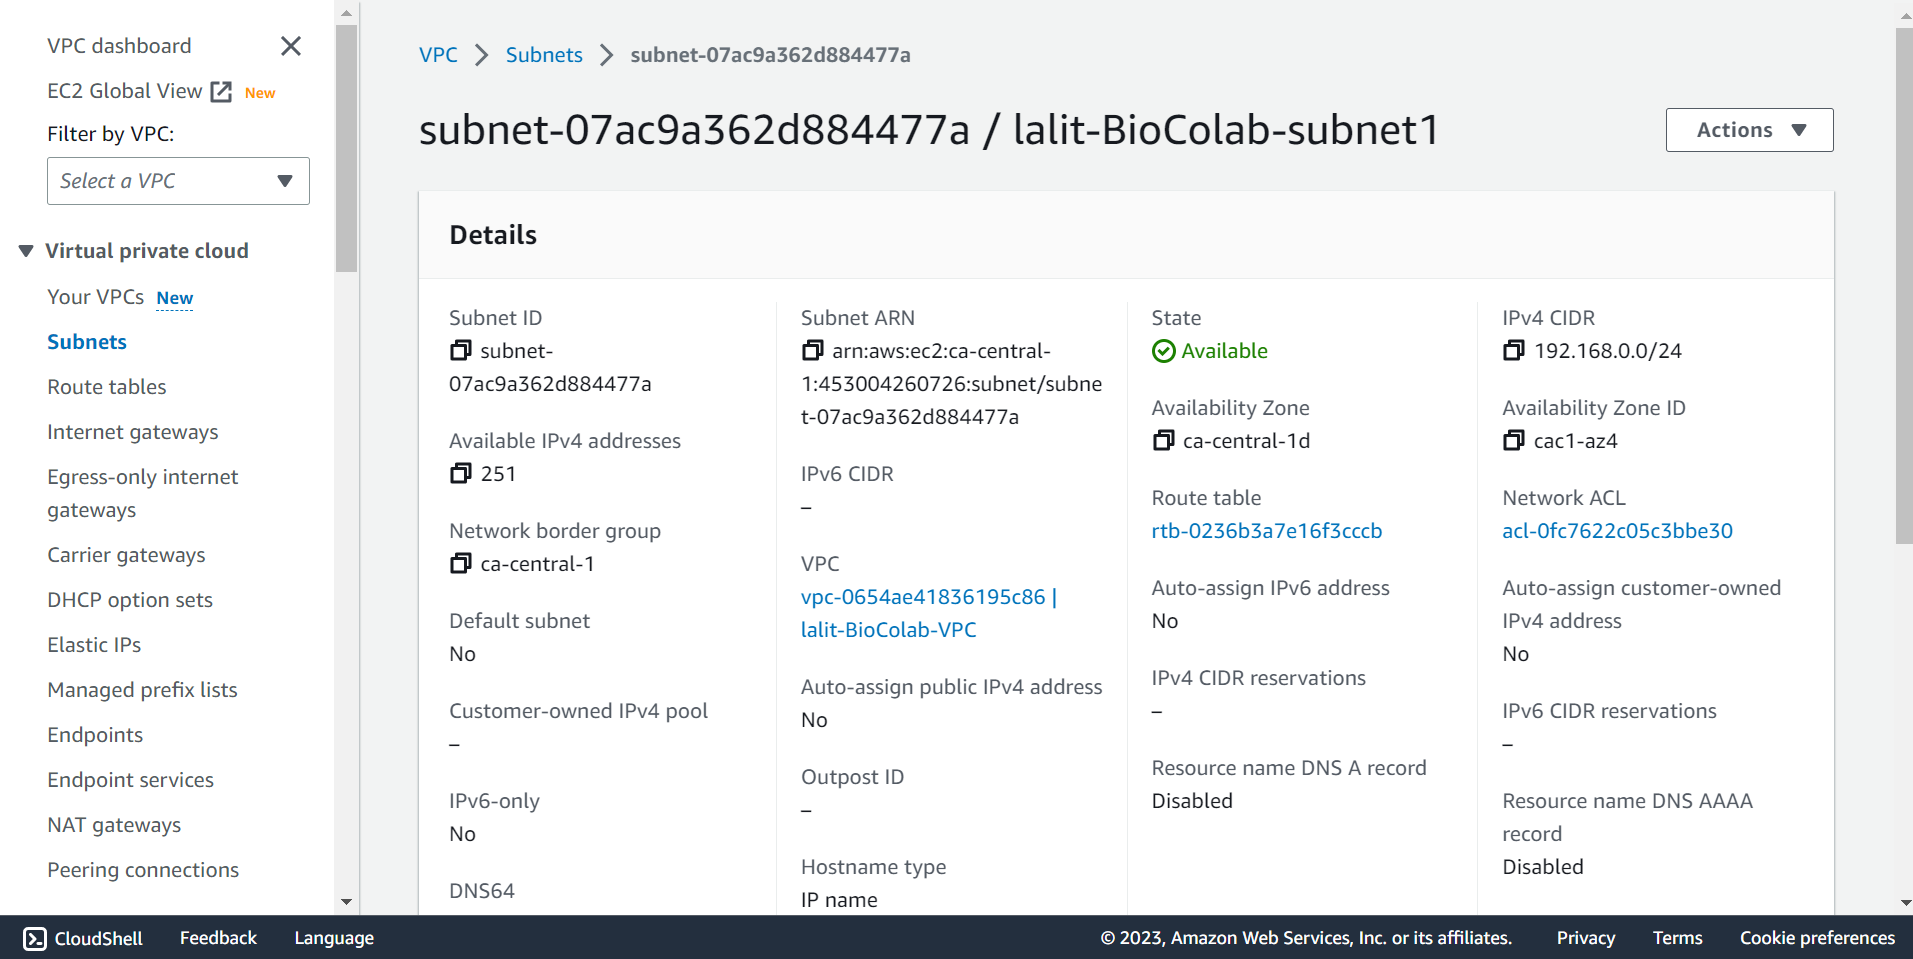 VPC dashboard
EC2 Global View New
Filter by VPC:
Select a VPC
Virtual private cloud
Your VPCs New
Subnets
Route tables
Internet gateways
Egress-only internet
gateways
Carrier gateways
DHCP option sets
Elastic IPs
Managed prefix lists
Endpoints
Endpoint services
NAT gateways
Peering connections
VPC > Subnets > subnet-07ac9a362d884477a
subnet-07ac9a362d884477a / lalit-BioColab-subnet1
Actions
Details
Subnet ID
subnet-
07ac9a362d884477a
Available IPv4 addresses
251
Network border group
ca-central-1
Default subnet
No
Customer-owned IPv4 pool
–
IPv6-only
No
DNS64
Subnet ARN
arn:aws:ec2:ca-central-
1:453004260726:subnet/subne
t-07ac9a362d884477a
IPv6 CIDR
–
VPC
vpc-0654ae41836195c86 |
lalit-BioColab-VPC
Auto-assign public IPv4 address
No
Outpost ID
–
Hostname type
IP name
State
Available
Availability Zone
ca-central-1d
Route table
rtb-0236b3a7e16f3cccb
Auto-assign IPv6 address
No
IPv4 CIDR reservations
–
Resource name DNS A record
Disabled
IPv4 CIDR
192.168.0.0/24
Availability Zone ID
cac1-az4
Network ACL
acl-0fc7622c05c3bbe30
Auto-assign customer-owned
IPv4 address
No
IPv6 CIDR reservations
–
Resource name DNS AAAA
record
Disabled
CloudShell Feedback Language © 2023, Amazon Web Services, Inc. or its affiliates. Privacy Terms Cookie preferences